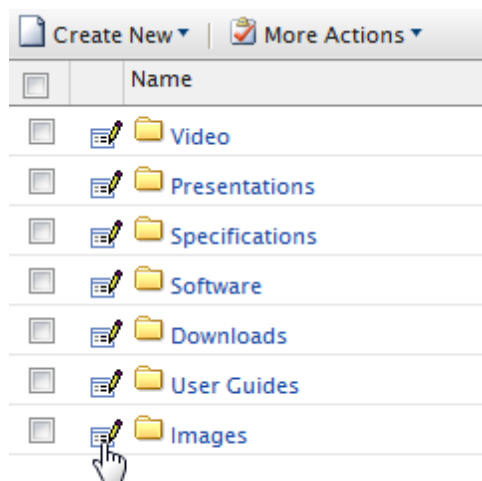 Create New More Actions
Name
Video
Presentations
Specifications
Software
Downloads
User Guides
Images